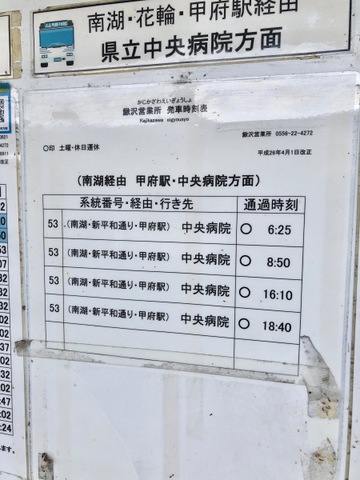 南湖・花輪・甲府駅経由
県立中央病院方面
かじかざわえいぎょうしょ
鰍沢営業所 発車時刻表
Kajikazawa eigyousyo
鰍沢営業所 0556-22-4272
〇印 土曜・休日運休
平成26年4月1日改正
(南湖経由 甲府駅・中央病院方面)
系統番号・経由・行き先 通過時刻
53 (南湖・新平和通り・甲府駅) 中央病院 〇 6:25
53 (南湖・新平和通り・甲府駅) 中央病院 〇 8:50
53 (南湖・新平和通り・甲府駅) 中央病院 〇 16:10
53 (南湖・新平和通り・甲府駅) 中央病院 〇 18:40